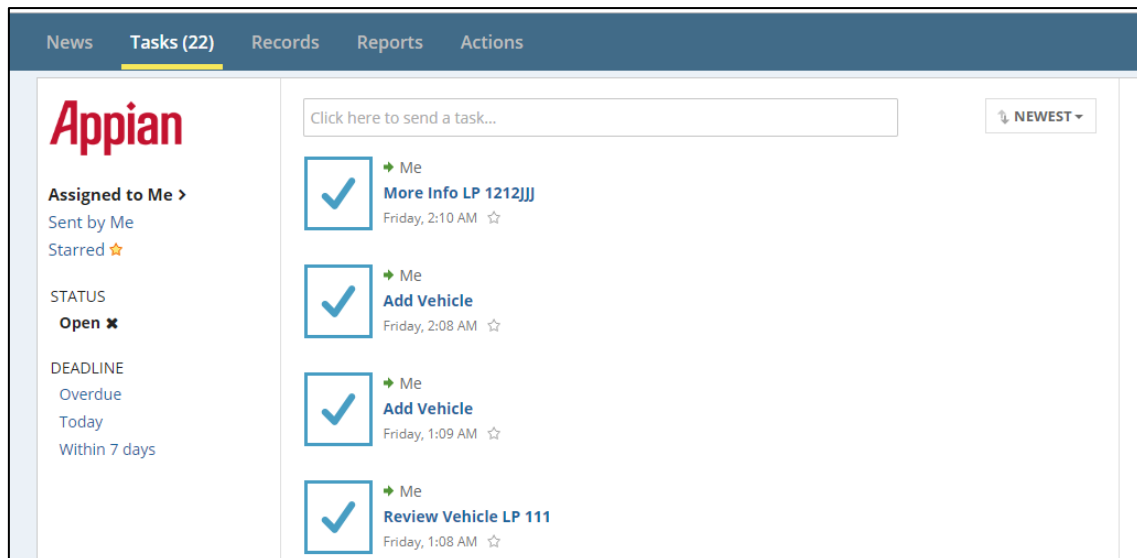 News Tasks (22) Records Reports Actions
Appian
Assigned to Me >
Sent by Me
Starred
STATUS
Open ✖
DEADLINE
Overdue
Today
Within 7 days
Click here to send a task...
NEWEST
Me
More Info LP 1212JJJ
Friday, 2:10 AM
Me
Add Vehicle
Friday, 2:08 AM
Me
Add Vehicle
Friday, 1:09 AM
Me
Review Vehicle LP 111
Friday, 1:08 AM